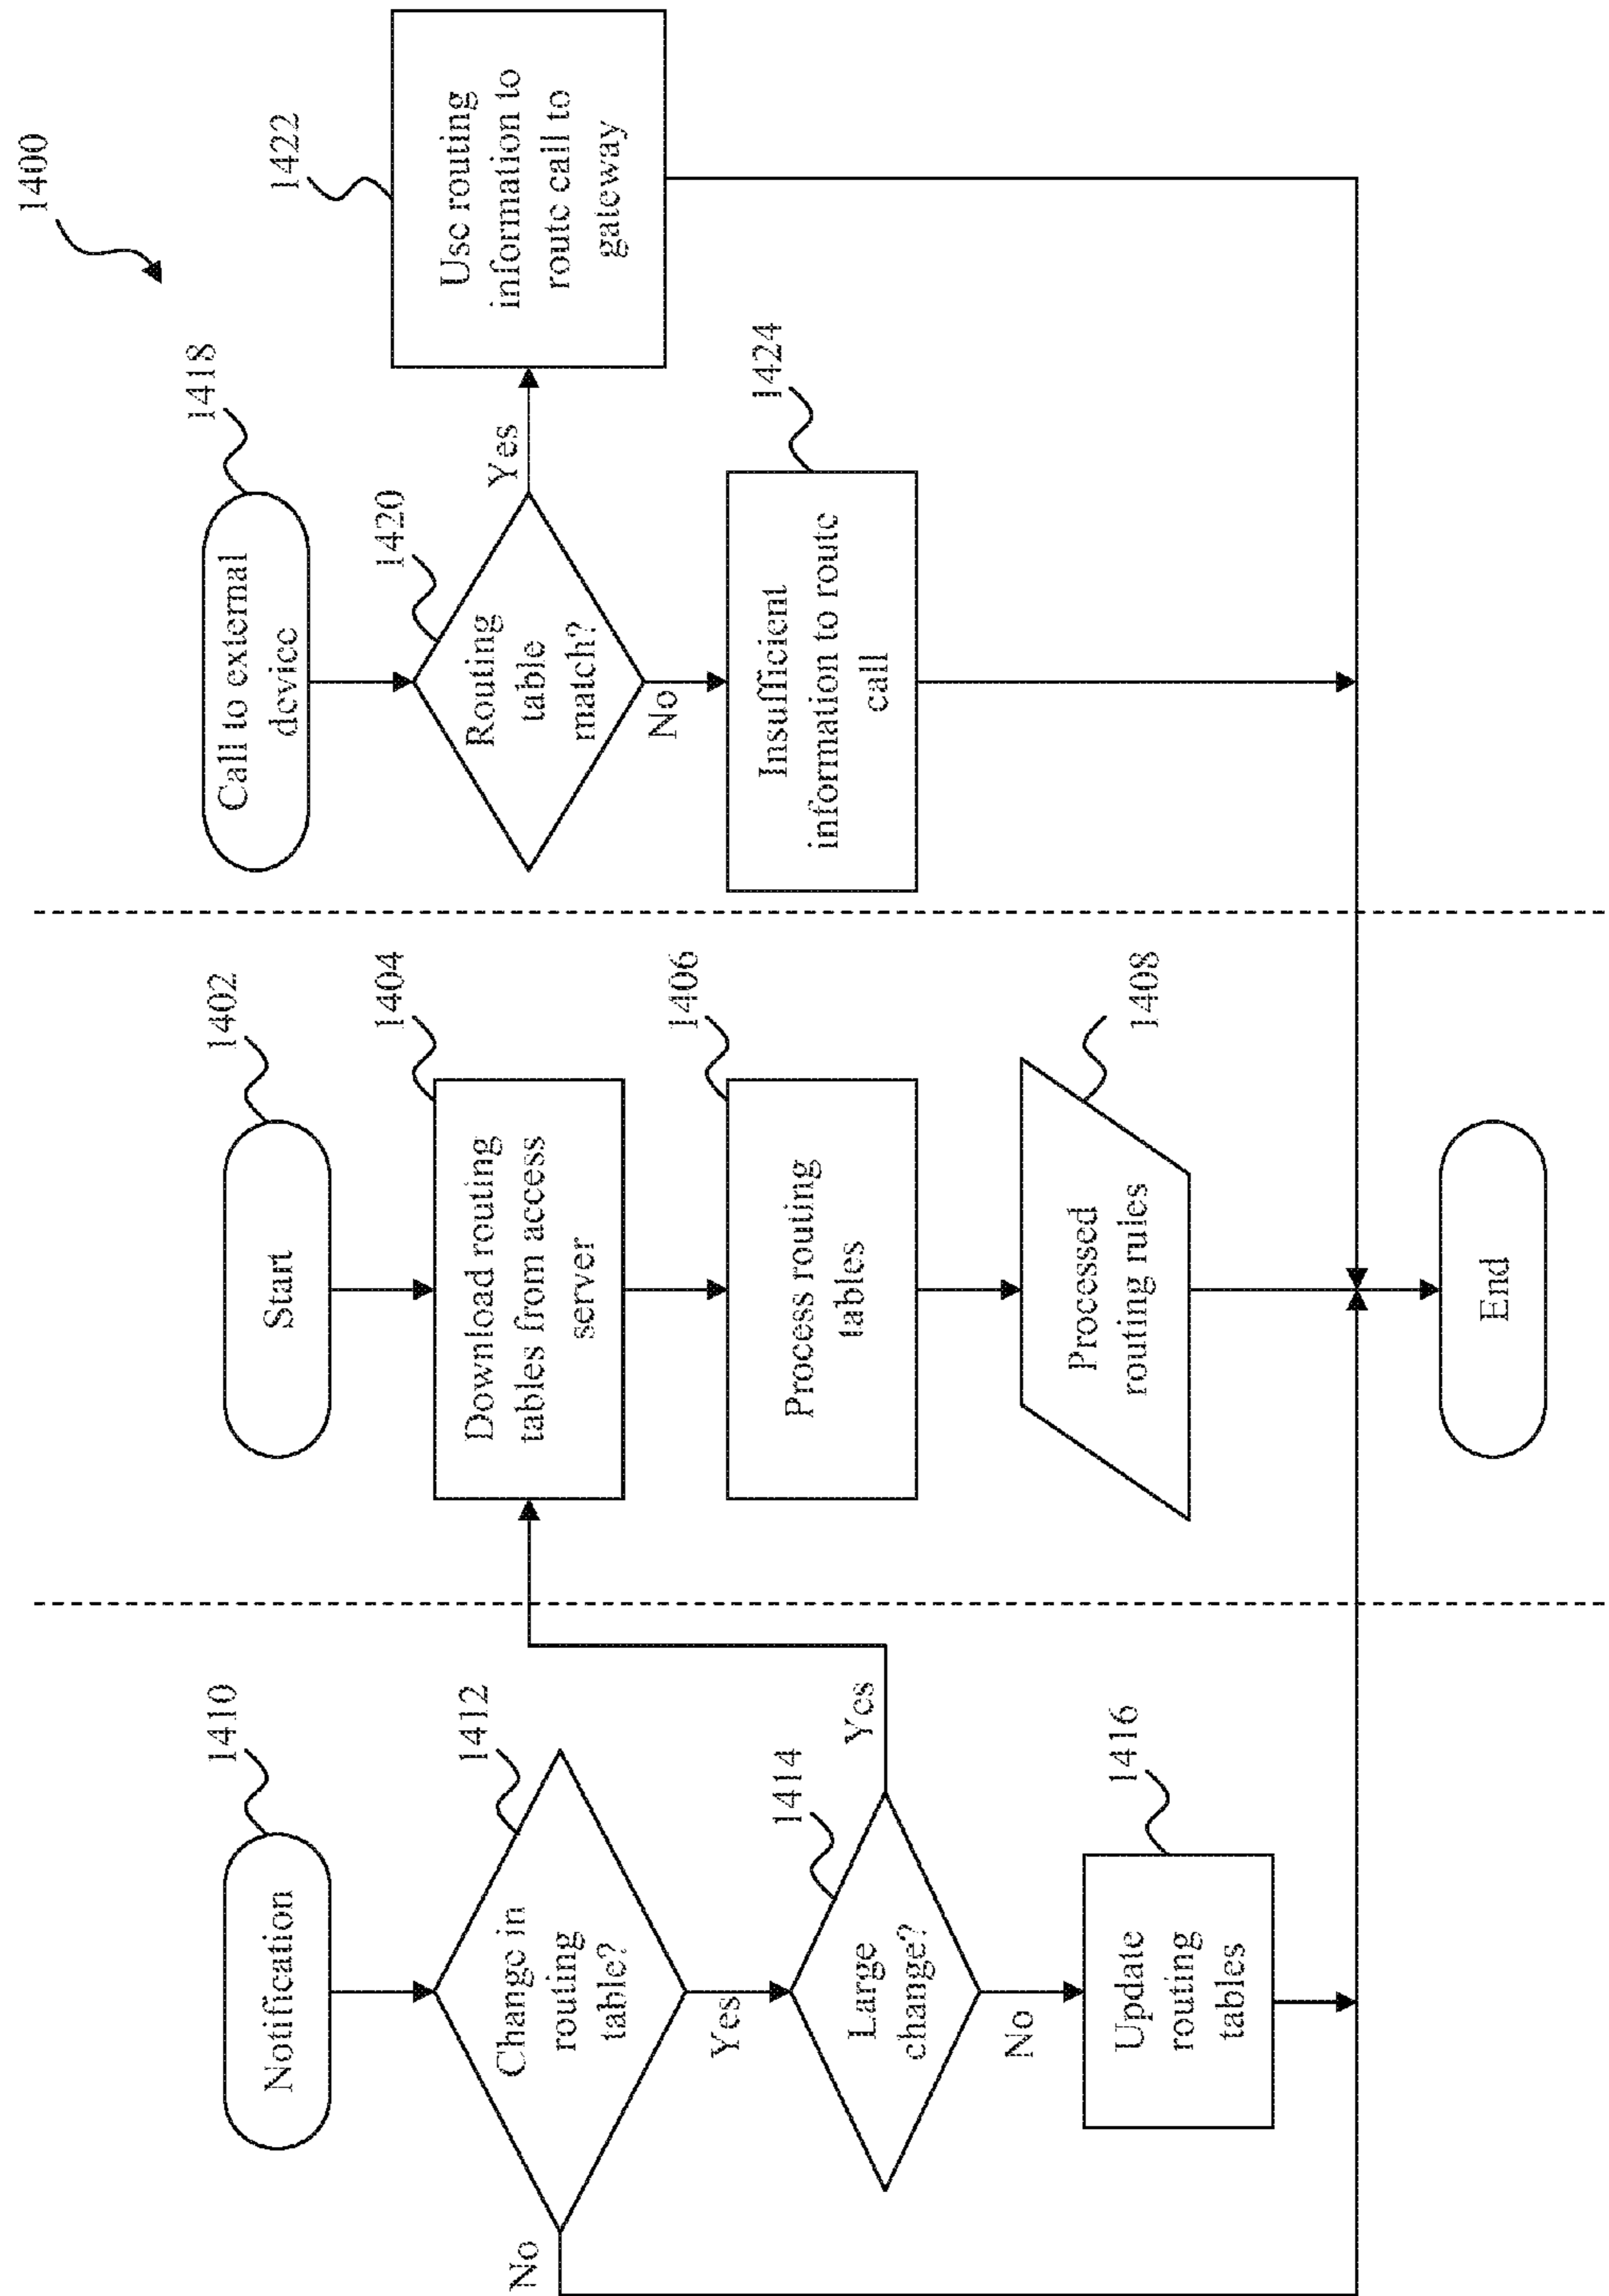 1400
1410
Notification
1412
Change in
routing
table?
No
Yes
1414
Large
change?
Yes
No
1416
Update
routing
tables
1402
Start
1404
Download routing
tables from access
server
1406
Process routing
tables
1408
Processed
routing rules
End
1418
Call to external
device
1420
Routing
table
match?
Yes
No
1422
Use routing
information to
route call to
gateway
1424
Insufficient
information to route
call